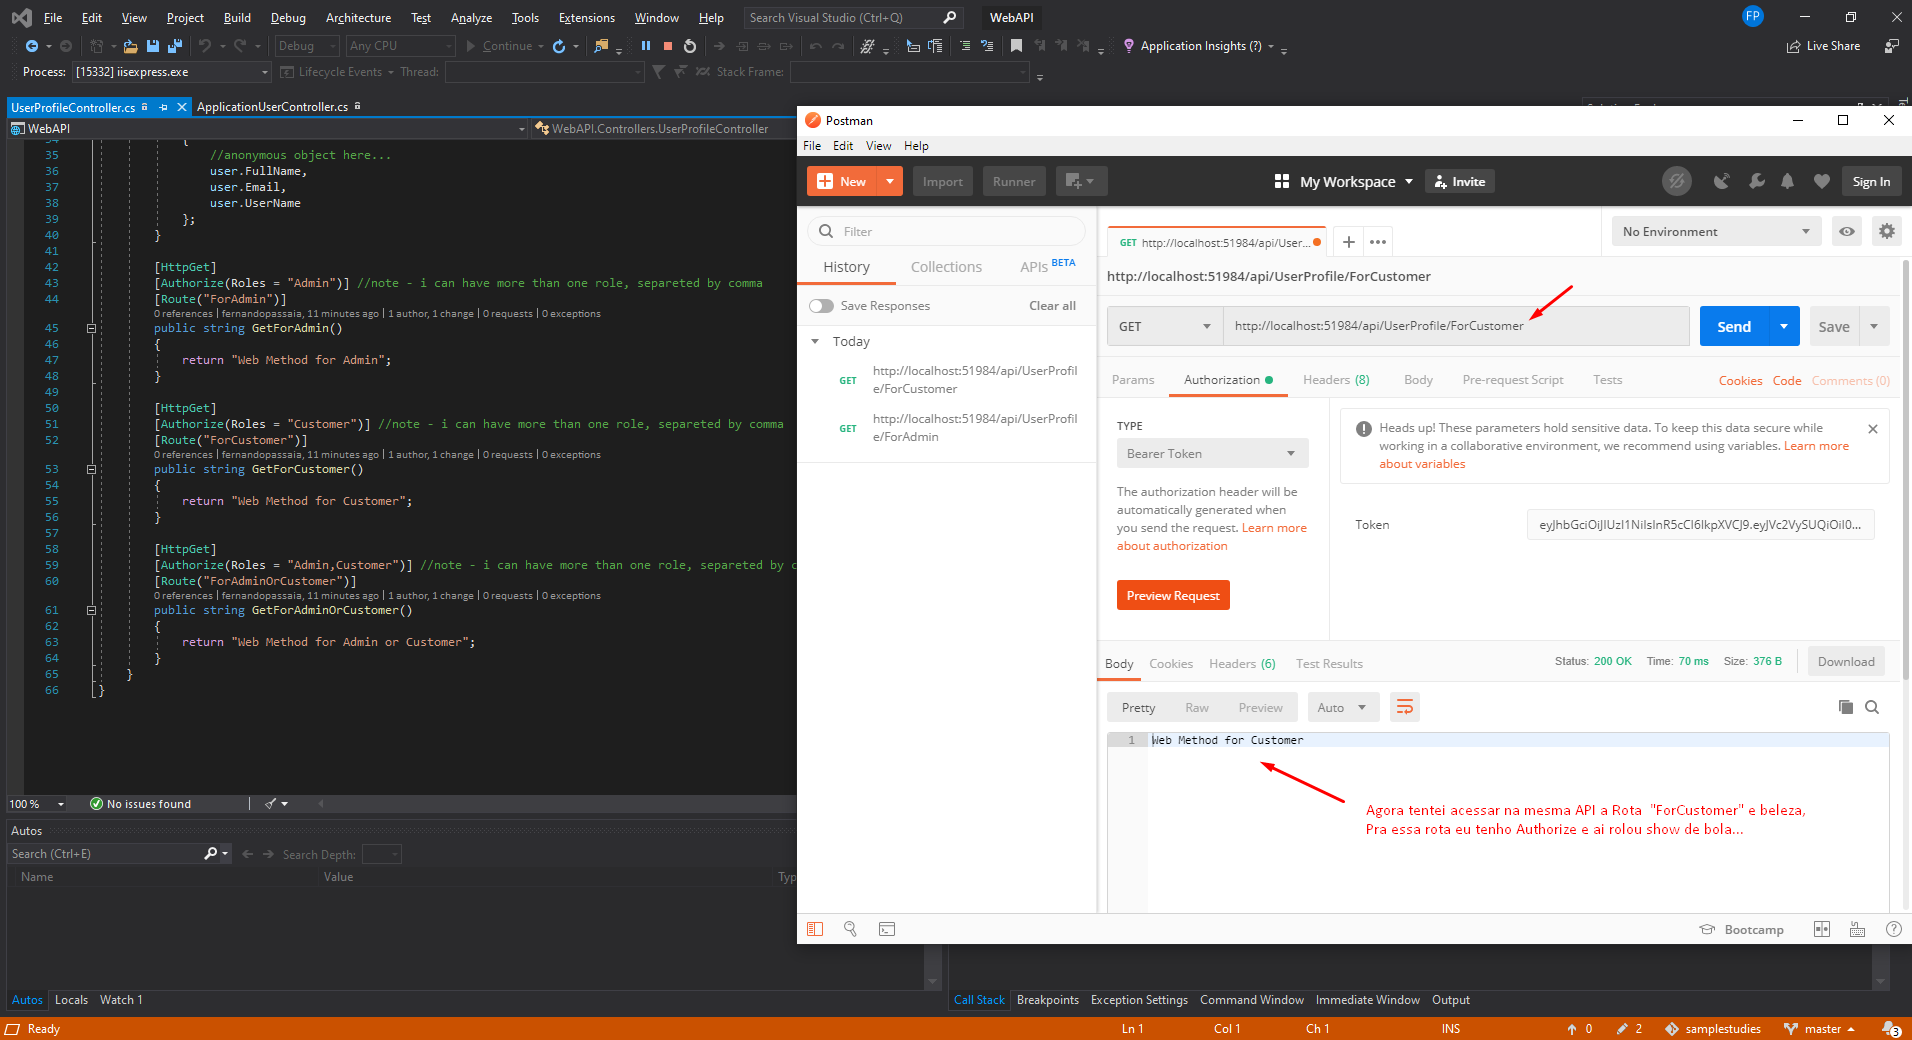 File Edit View Project Build Debug Architecture Test Analyze Tools Extensions Window Help Search Visual Studio (Ctrl+Q) WebAPI FP
Debug Any CPU Continue Application Insights (?) Live Share
Process: [15332] iisexpress.exe Lifecycle Events Thread: Stack Frame:
UserProfileController.cs ApplicationUserController.cs
WebAPI WebAPI.Controllers.UserProfileController
35 //anonymous object here...
36 user.FullName,
37 user.Email,
38 user.UserName
39 };
40 }
41
42 [HttpGet]
43 [Authorize(Roles = "Admin")] //note - i can have more than one role, separeted by comma
44 [Route("ForAdmin")]
0 references | fernandopassaia, 11 minutes ago | 1 author, 1 change | 0 requests | 0 exceptions
45 public string GetForAdmin()
46 {
47 return "Web Method for Admin";
48 }
49
50 [HttpGet]
51 [Authorize(Roles = "Customer")] //note - i can have more than one role, separeted by comma
52 [Route("ForCustomer")]
0 references | fernandopassaia, 11 minutes ago | 1 author, 1 change | 0 requests | 0 exceptions
53 public string GetForCustomer()
54 {
55 return "Web Method for Customer";
56 }
57
58 [HttpGet]
59 [Authorize(Roles = "Admin,Customer")] //note - i can have more than one role, separeted by
60 [Route("ForAdminOrCustomer")]
0 references | fernandopassaia, 11 minutes ago | 1 author, 1 change | 0 requests | 0 exceptions
61 public string GetForAdminOrCustomer()
62 {
63 return "Web Method for Admin or Customer";
64 }
65 }
66 }
100 % No issues found
Autos
Search (Ctrl+E) Search Depth:
Name Value Typ
Autos Locals Watch 1
Postman
File Edit View Help
New Import Runner My Workspace Invite Sign In
Filter
History Collections APIs BETA
Save Responses Clear all
Today
GET http://localhost:51984/api/UserProfil
e/ForCustomer
GET http://localhost:51984/api/UserProfil
e/ForAdmin
GET http://localhost:51984/api/User... No Environment
http://localhost:51984/api/UserProfile/ForCustomer
GET http://localhost:51984/api/UserProfile/ForCustomer Send Save
Params Authorization Headers (8) Body Pre-request Script Tests Cookies Code Comments (0)
TYPE
Bearer Token
The authorization header will be
automatically generated when
you send the request. Learn more
about authorization
Preview Request
Heads up! These parameters hold sensitive data. To keep this data secure while
working in a collaborative environment, we recommend using variables. Learn more
about variables
Token eyJhbGciOiJIUzI1NiIsInR5cCI6IkpXVCJ9.eyJVc2VySUQiOiI0...
Body Cookies Headers (6) Test Results Status: 200 OK Time: 70 ms Size: 376 B Download
Pretty Raw Preview Auto
1 Web Method for Customer
Agora tentei acessar na mesma API a Rota "ForCustomer" e beleza,
Pra essa rota eu tenho Authorize e ai rolou show de bola...
Bootcamp
Call Stack Breakpoints Exception Settings Command Window Immediate Window Output
Ready Ln 1 Col 1 Ch 1 INS 0 2 samplestudies master 3